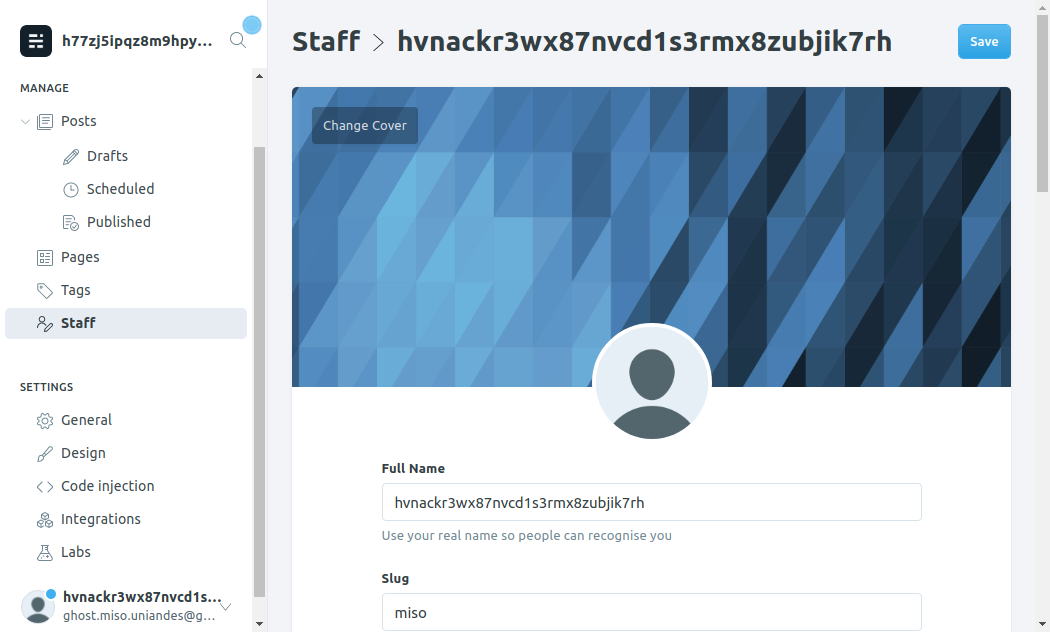 h77zj5ipqz8m9hpy...
MANAGE
Posts
Drafts
Scheduled
Published
Pages
Tags
Staff
SETTINGS
General
Design
Code injection
Integrations
Labs
hvnackr3wx87nvcd1s...
ghost.miso.uniandes@g...
Staff > hvnackr3wx87nvcd1s3rmx8zubjik7rh
Save
Change Cover
Full Name
hvnackr3wx87nvcd1s3rmx8zubjik7rh
Use your real name so people can recognise you
Slug
miso